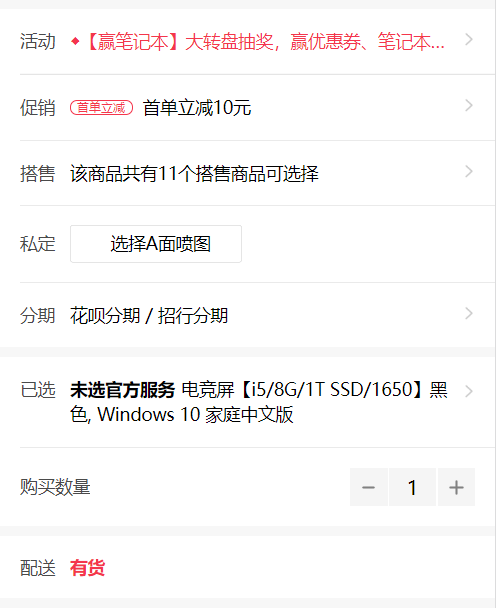 活动 ◆【赢笔记本】大转盘抽奖，赢优惠券、笔记本...
促销 首单立减 首单立减10元
搭售 该商品共有11个搭售商品可选择
私定 选择A面喷图
分期 花呗分期 / 招行分期
已选 未选官方服务 电竞屏【i5/8G/1T SSD/1650】黑
色, Windows 10 家庭中文版
购买数量 － 1 ＋
配送 有货